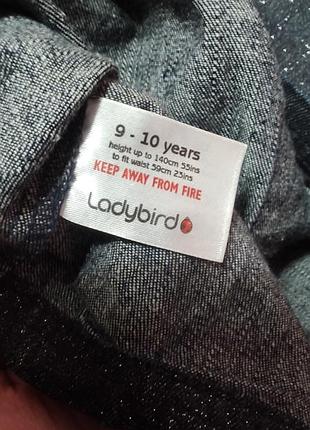 9 - 10 years
height up to 140cm 55ins
to fit waist 59cm 23ins
KEEP AWAY FROM FIRE
Ladybird